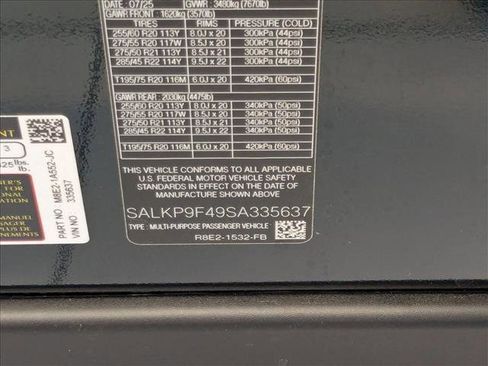 DATE: 07/25 GVWR: 3480kg (7670lb)
GAWR FRONT: 1620kg (3570lb)
TIRES RIMS PRESSURE (COLD)
255/60 R20 113Y 8.0J x 20 300kPa (44psi)
275/55 R20 117W 8.5J x 20 300kPa (44psi)
275/50 R21 113Y 8.5J x 21 300kPa (44psi)
285/45 R22 114Y 9.5J x 22 300kPa (44psi)
T195/75 R20 116M 6.0J x 20 420kPa (60psi)
GAWR REAR: 2030kg (4475lb)
255/60 R20 113Y 8.0J x 20 340kPa (50psi)
275/55 R20 117W 8.5J x 20 340kPa (50psi)
275/50 R21 113Y 8.5J x 21 340kPa (50psi)
285/45 R22 114Y 9.5J x 22 340kPa (50psi)
T195/75 R20 116M 6.0J x 20 420kPa (60psi)
THIS VEHICLE CONFORMS TO ALL APPLICABLE
U.S. FEDERAL MOTOR VEHICLE SAFETY
STANDARDS IN EFFECT ON THE DATE OF
MANUFACTURE SHOWN ABOVE
SALKP9F49SA335637
TYPE : MULTI-PURPOSE PASSENGER VEHICLE
R8E2-1532-FB
3
lbs.
lb.
PART NO M8E2-1A552-JC
VIN NO 335637
MANUEL